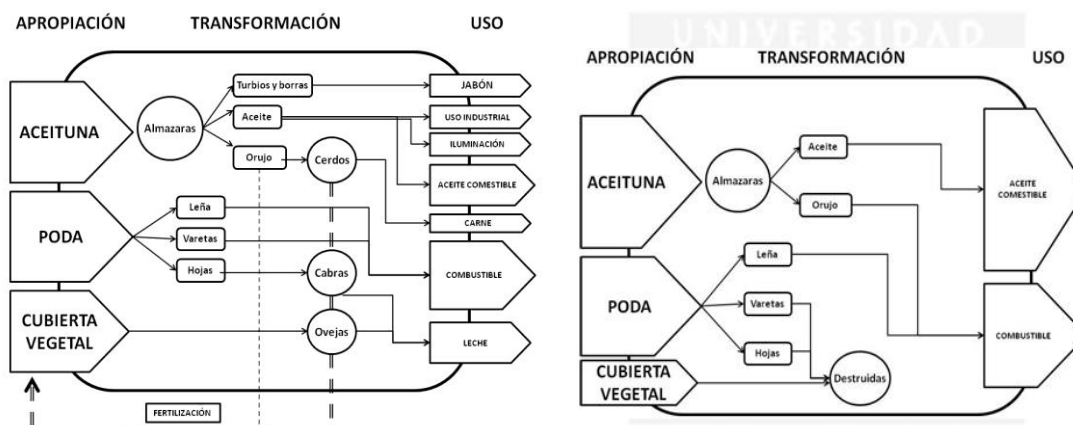 APROPIACIÓN TRANSFORMACIÓN USO
ACEITUNA
Almazaras
Turbios y borras
Aceite
Orujo
Cerdos
JABÓN
USO INDUSTRIAL
ILUMINACIÓN
ACEITE COMESTIBLE
CARNE
PODA
Leña
Varetas
Hojas
Cabras
COMBUSTIBLE
CUBIERTA
VEGETAL
Ovejas
LECHE
FERTILIZACIÓN
UNIVERSIDAD
APROPIACIÓN TRANSFORMACIÓN USO
ACEITUNA
Almazaras
Aceite
Orujo
ACEITE
COMESTIBLE
PODA
Leña
Varetas
Hojas
COMBUSTIBLE
CUBIERTA
VEGETAL
Destruidas